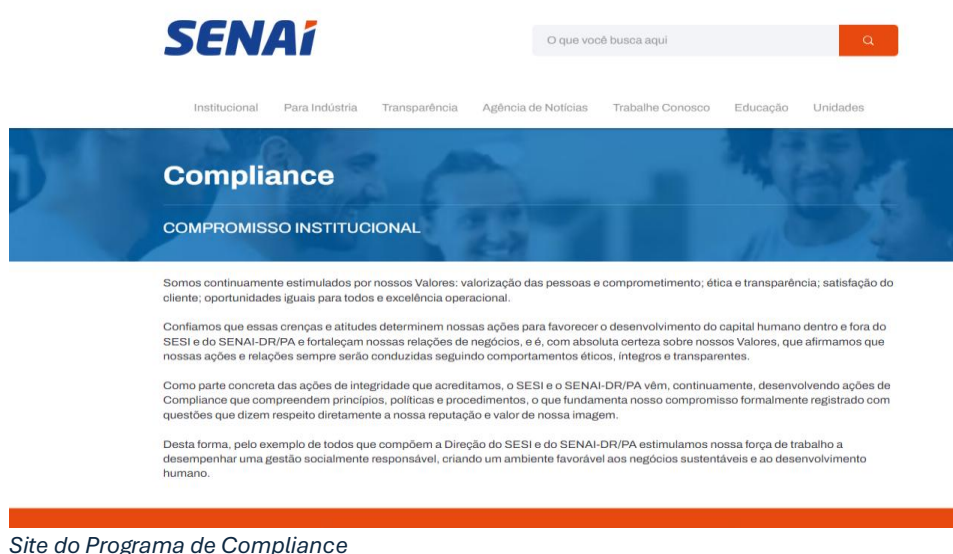 SENAI
O que você busca aqui
Institucional Para Indústria Transparência Agência de Notícias Trabalhe Conosco Educação Unidades
Compliance
COMPROMISSO INSTITUCIONAL
Somos continuamente estimulados por nossos Valores: valorização das pessoas e comprometimento; ética e transparência; satisfação do
cliente; oportunidades iguais para todos e excelência operacional.
Confiamos que essas crenças e atitudes determinem nossas ações para favorecer o desenvolvimento do capital humano dentro e fora do
SESI e do SENAI-DR/PA e fortaleçam nossas relações de negócios, e é, com absoluta certeza sobre nossos Valores, que afirmamos que
nossas ações e relações sempre serão conduzidas seguindo comportamentos éticos, íntegros e transparentes.
Como parte concreta das ações de integridade que acreditamos, o SESI e o SENAI-DR/PA vêm, continuamente, desenvolvendo ações de
Compliance que compreendem princípios, políticas e procedimentos, o que fundamenta nosso compromisso formalmente registrado com
questões que dizem respeito diretamente a nossa reputação e valor de nossa imagem.
Desta forma, pelo exemplo de todos que compõem a Direção do SESI e do SENAI-DR/PA estimulamos nossa força de trabalho a
desempenhar uma gestão socialmente responsável, criando um ambiente favorável aos negócios sustentáveis e ao desenvolvimento
humano.
Site do Programa de Compliance